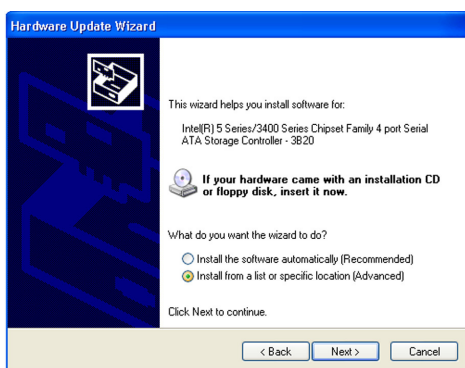 Hardware Update Wizard
This wizard helps you install software for:
Intel(R) 5 Series/3400 Series Chipset Family 4 port Serial
ATA Storage Controller - 3B20
If your hardware came with an installation CD
or floppy disk, insert it now.
What do you want the wizard to do?
Install the software automatically (Recommended)
Install from a list or specific location (Advanced)
Click Next to continue.
< Back
Next >
Cancel